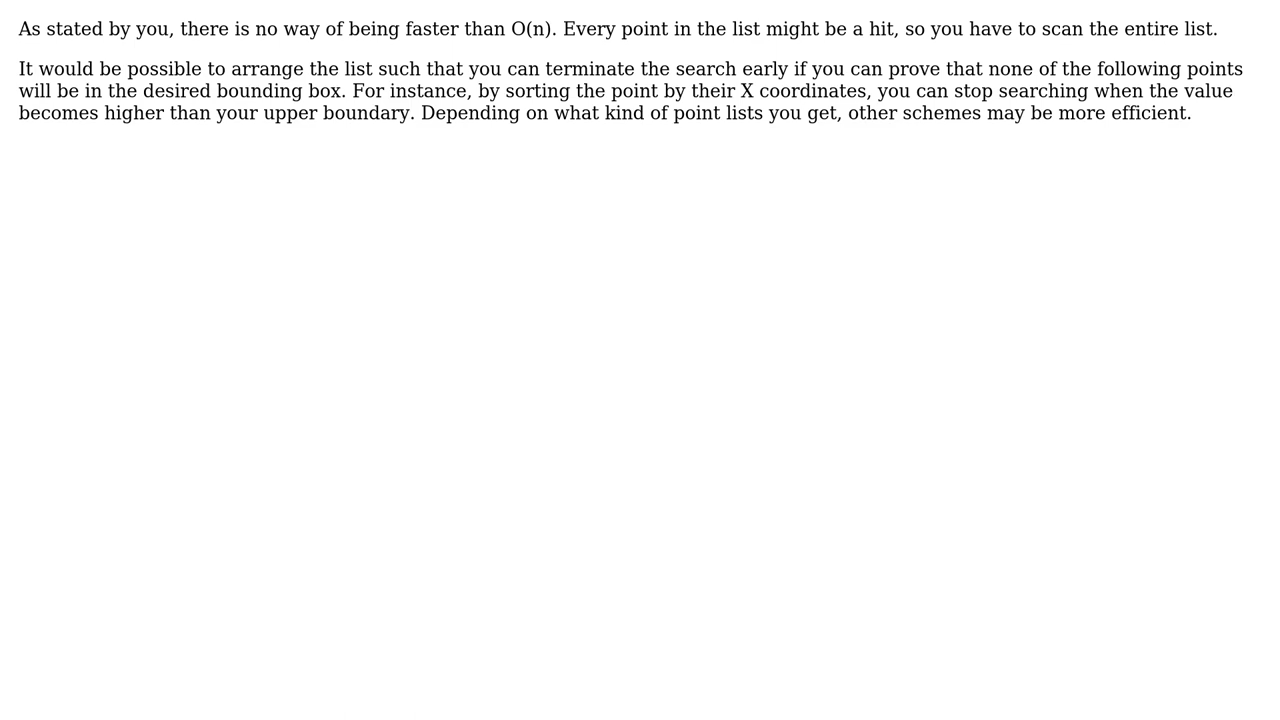 As stated by you, there is no way of being faster than O(n). Every point in the list might be a hit, so you have to scan the entire list.
It would be possible to arrange the list such that you can terminate the search early if you can prove that none of the following points
will be in the desired bounding box. For instance, by sorting the point by their X coordinates, you can stop searching when the value
becomes higher than your upper boundary. Depending on what kind of point lists you get, other schemes may be more efficient.